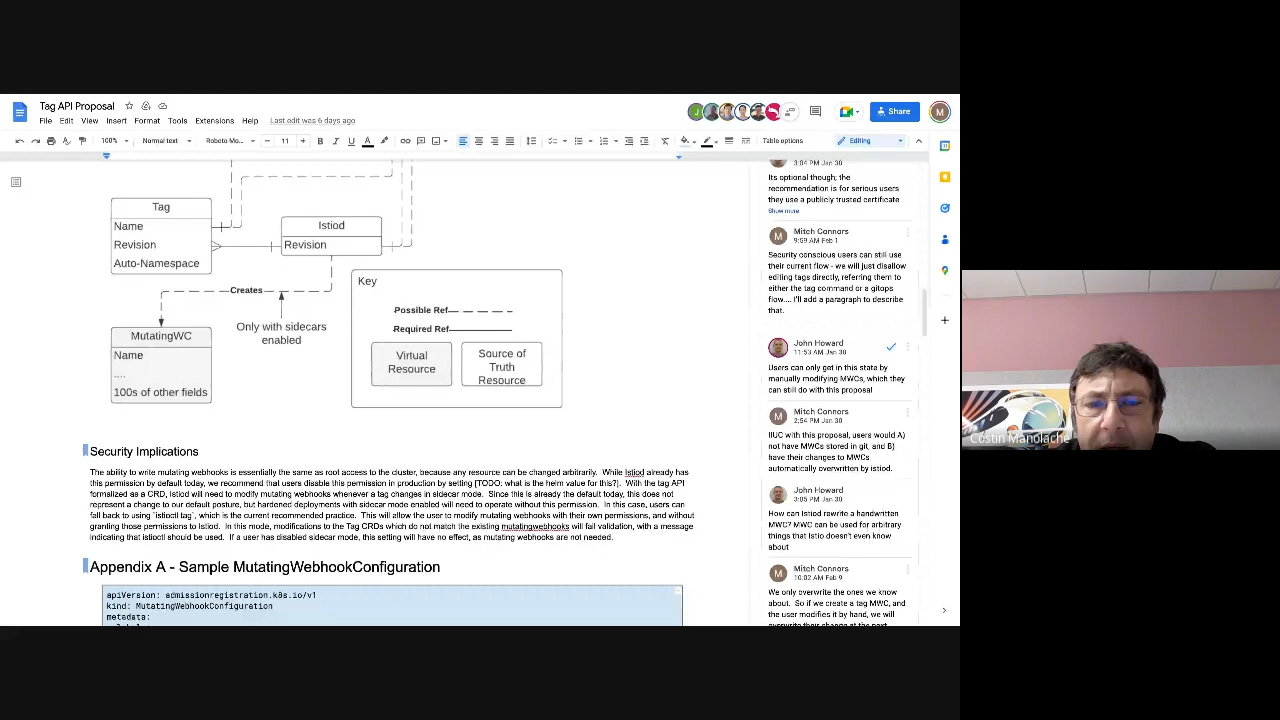 Tag API Proposal
File Edit View Insert Tools Extensions Help Last edit was 6 days ago
Share
100% Normal text Roboto Mo... 11 Table options Editing
Tag
Name
Revision
Auto-Namespace
Istiod
Revision
Creates
Only with sidecars
enabled
MutatingWC
Name
....
100s of other fields
Key
Possible Ref
Required Ref
Virtual
Resource
Source of
Truth
Resource
Security Implications
The ability to write mutating webhooks is essentially the same as root access to the cluster, because any resource can be changed arbitrarily. While Istiod already has
this permission by default today, we recommend that users disable this permission in production by setting [TODO: what is the helm value for this?]. With the tag API
formalized as a CRD, Istiod will need to modify mutating webhooks whenever a tag changes in sidecar mode. Since this is already the default today, this does not
represent a change to our default posture, but hardened deployments with sidecar mode enabled will need to operate without this permission. In this case, users can
fall back to using `istioctl tag`, which is the current recommended practice. This will allow the user to modify mutating webhooks with their own permissions, and without
granting those permissions to Istiod. In this mode, modifications to the Tag CRDs which do not match the existing mutatingwebhooks will fail validation, with a message
indicating that istioctl should be used. If a user has disabled sidecar mode, this setting will have no effect, as mutating webhooks are not needed.
Appendix A - Sample MutatingWebhookConfiguration
apiVersion: admissionregistration.k8s.io/v1
kind: MutatingWebhookConfiguration
metadata:
3:04 PM Jan 30
Its optional though; the
recommendation is for serious users
they use a publicly trusted certificate
Show more
Mitch Connors
9:59 AM Feb 1
Security conscious users can still use
their current flow - we will just disallow
editing tags directly, referring them to
either the tag command or a gitops
flow.... I'll add a paragraph to describe
that.
John Howard
11:53 AM Jan 30
Users can only get in this state by
manually modifying MWCs, which they
can still do with this proposal
Mitch Connors
2:54 PM Jan 30
IIUC with this proposal, users would A)
not have MWCs stored in git, and B)
have their changes to MWCs
automatically overwritten by istiod.
John Howard
3:05 PM Jan 30
How can Istiod rewrite a handwritten
MWC? MWC can be used for arbitrary
things that Istio doesn't even know
about
Mitch Connors
10:02 AM Feb 9
We only overwrite the ones we know
about. So if we create a tag MWC, and
the user modifies it by hand, we will
overwrite their change at the next
Costin Manolache